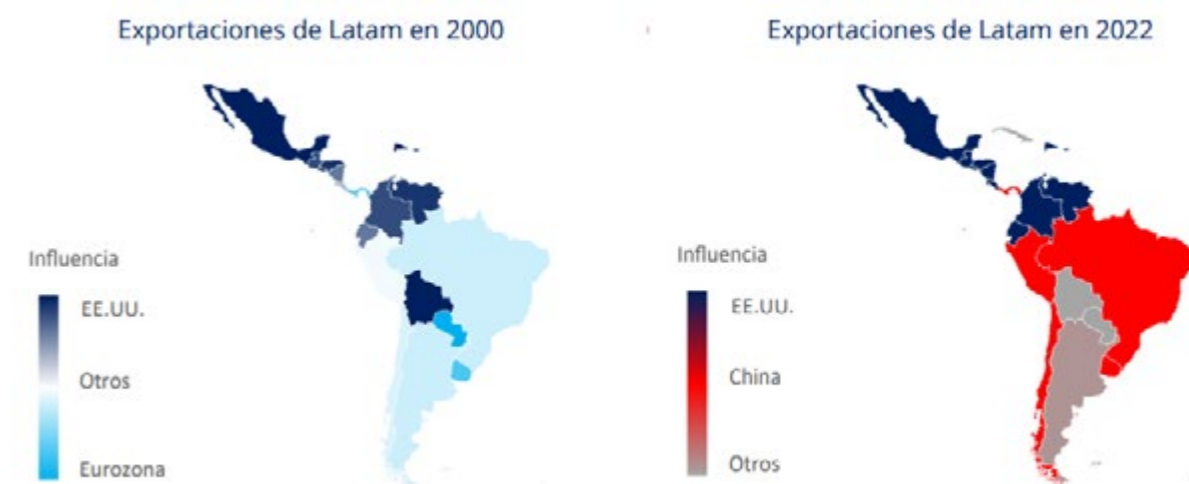 Exportaciones de Latam en 2000
Influencia
EE.UU.
Otros
Eurozona
Exportaciones de Latam en 2022
Influencia
EE.UU.
China
Otros